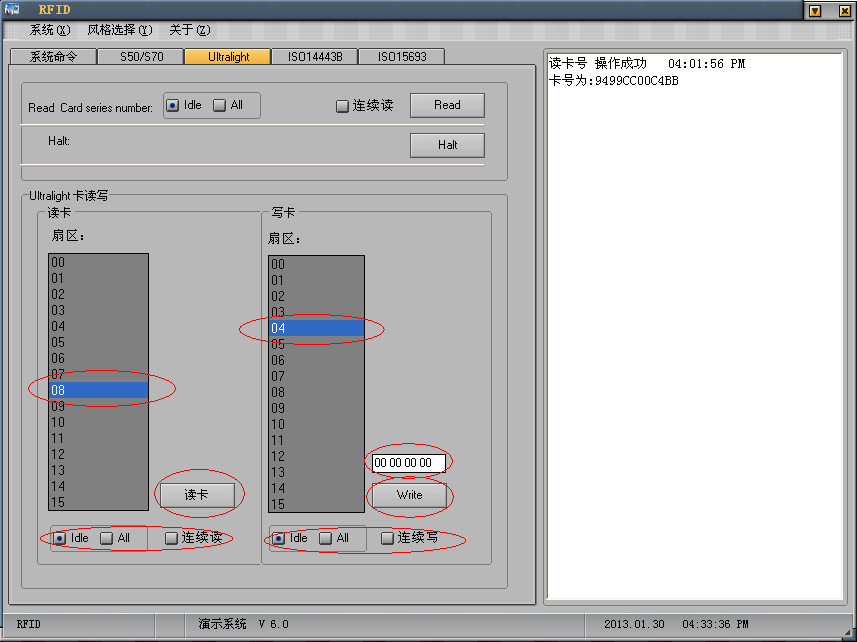 RFID
系统(X) 风格选择(Y) 关于(Z)
系统命令 S50/S70 Ultralight ISO14443B ISO15693
Read Card series number: Idle All 连续读 Read
Halt: Halt
Ultralight 卡读写
读卡
扇区:
00
01
02
03
04
05
06
07
08
09
10
11
12
13
14
15
读卡
Idle All 连续读
写卡
扇区:
00
01
02
03
04
05
06
07
08
09
10
11
12
13
14
15
00 00 00 00
Write
Idle All 连续写
读卡号 操作成功 04:01:56 PM
卡号为:9499CC00C4BB
RFID 演示系统 V 6.0 2013.01.30 04:33:36 PM